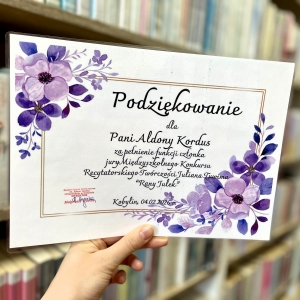 Podziękowanie
dla
Pani Aldony Kordus
za pełnienie funkcji członka
jury Międzyszkolnego Konkursu
Recytatorskiego Twórczości Juliana Tuwima
"Rany Julek"
Kobylin, 04.02.2026r.